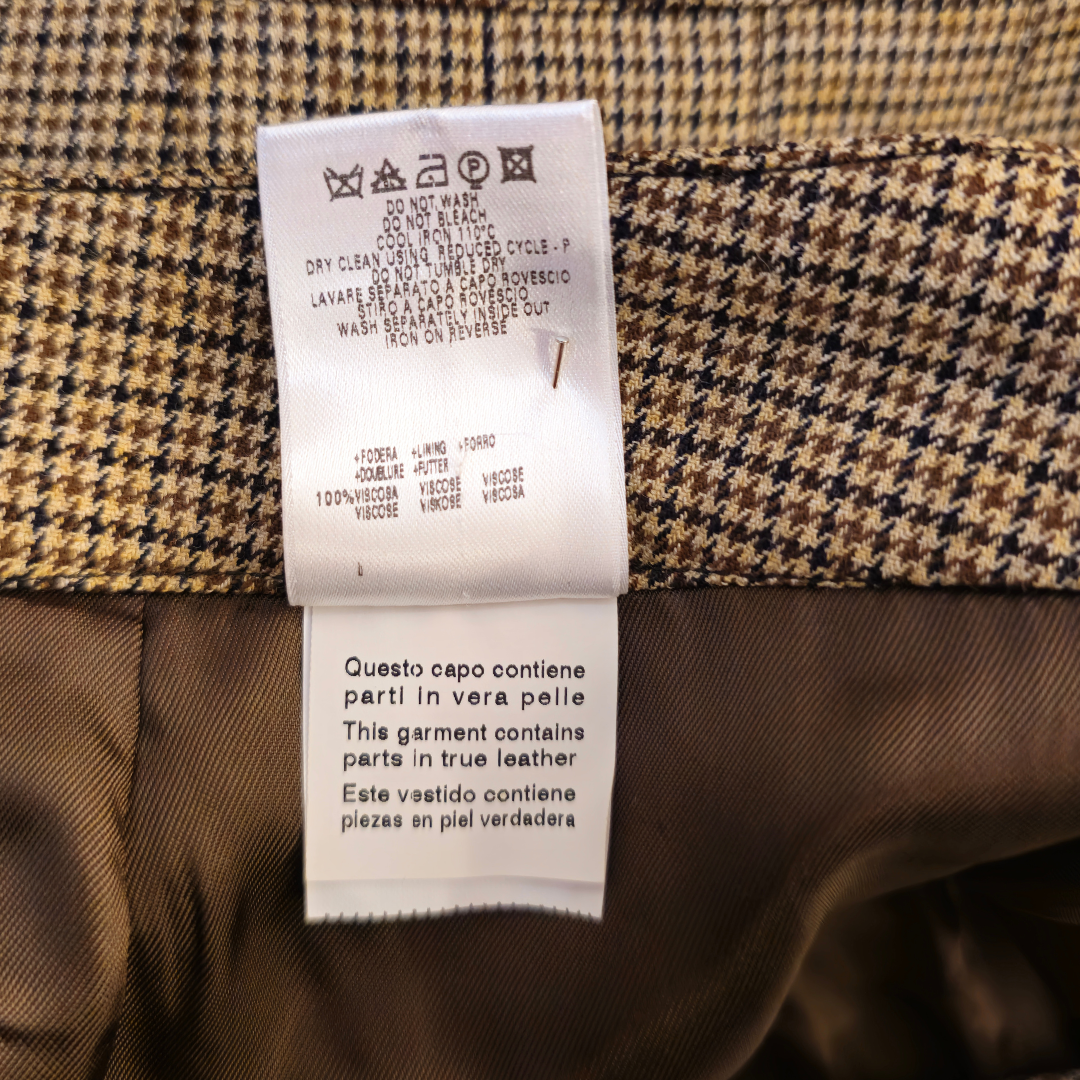 DO NOT WASH
DO NOT BLEACH
COOL IRON 110°C
DRY CLEAN USING REDUCED CYCLE - P
DO NOT TUMBLE DRY
LAVARE SEPARATO A CAPO ROVESCIO
STIRO A CAPO ROVESCIO
WASH SEPARATELY INSIDE OUT
IRON ON REVERSE
+FODERA +LINING +FORRO
+DOUBLURE +FUTTER
100%VISCOSA VISCOSE VISCOSE
VISCOSE VISKOSE VISCOSA
Questo capo contiene
parti in vera pelle
This garment contains
parts in true leather
Este vestido contiene
piezas en piel verdadera